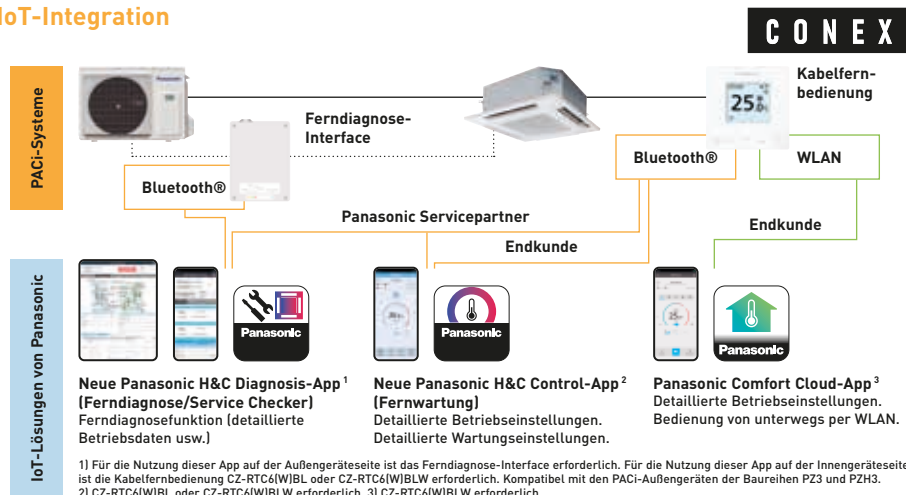 IoT-Integration
CONEX
PACi-Systeme
Panasonic
Ferndiagnose-
Interface
Kabelfern-
bedienung
25
Bluetooth®
Bluetooth®
WLAN
Panasonic Servicepartner
Endkunde
Endkunde
IoT-Lösungen von Panasonic
Panasonic
Panasonic
Panasonic
Neue Panasonic H&C Diagnosis-App 1
(Ferndiagnose/Service Checker)
Ferndiagnosefunktion (detaillierte
Betriebsdaten usw.)
Neue Panasonic H&C Control-App 2
(Fernwartung)
Detaillierte Betriebseinstellungen.
Detaillierte Wartungseinstellungen.
Panasonic Comfort Cloud-App 3
Detaillierte Betriebseinstellungen.
Bedienung von unterwegs per WLAN.
1) Für die Nutzung dieser App auf der Außengeräteseite ist das Ferndiagnose-Interface erforderlich. Für die Nutzung dieser App auf der Innengeräteseite
ist die Kabelfernbedienung CZ-RTC6(W)BL oder CZ-RTC6(W)BLW erforderlich. Kompatibel mit den PACi-Außengeräten der Baureihen PZ3 und PZH3.
2) CZ-RTC6(W)BL oder CZ-RTC6(W)BLW erforderlich. 3) CZ-RTC6(W)BLW erforderlich.